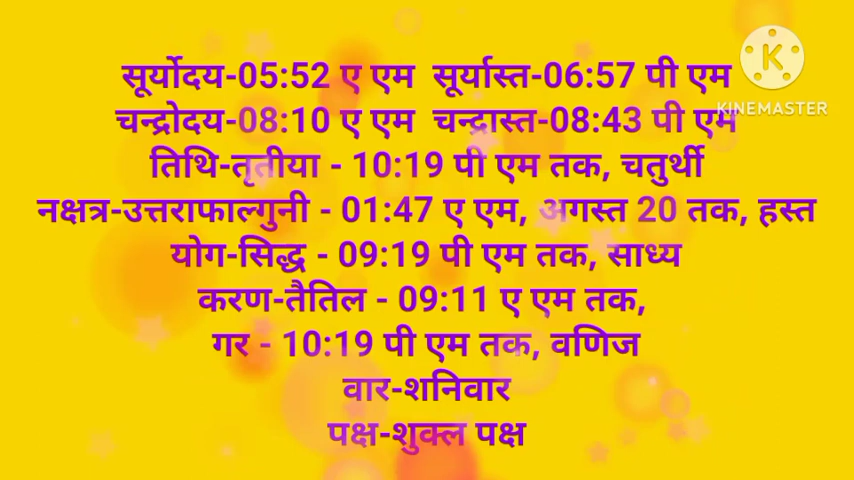 सूर्योदय-05:52 ए एम  सूर्यास्त-06:57 पी एम
चन्द्रोदय-08:10 ए एम  चन्द्रास्त-08:43 पी एम
तिथि-तृतीया - 10:19 पी एम तक, चतुर्थी
नक्षत्र-उत्तराफाल्गुनी - 01:47 ए एम, अगस्त 20 तक, हस्त
योग-सिद्ध - 09:19 पी एम तक, साध्य
करण-तैतिल - 09:11 ए एम तक,
गर - 10:19 पी एम तक, वणिज
वार-शनिवार
पक्ष-शुक्ल पक्ष
K
KINEMASTER